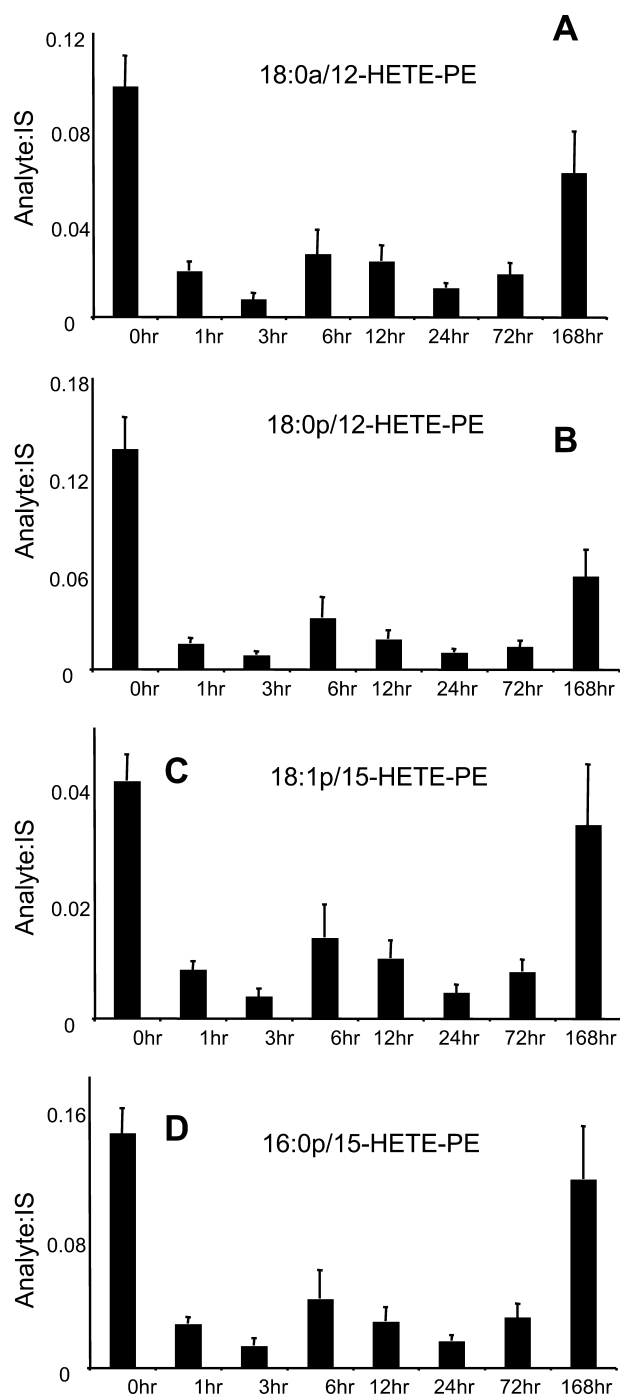 A
0.12
18:0a/12-HETE-PE
0.08
Analyte:IS
0.04
0
0hr 1hr 3hr 6hr 12hr 24hr 72hr 168hr
0.18
18:0p/12-HETE-PE
B
0.12
Analyte:IS
0.06
0
0hr 1hr 3hr 6hr 12hr 24hr 72hr 168hr
C
18:1p/15-HETE-PE
0.04
Analyte:IS
0.02
0
0hr 1hr 3hr 6hr 12hr 24hr 72hr 168hr
0.16
D
16:0p/15-HETE-PE
Analyte:IS
0.08
0
0hr 1hr 3hr 6hr 12hr 24hr 72hr 168hr